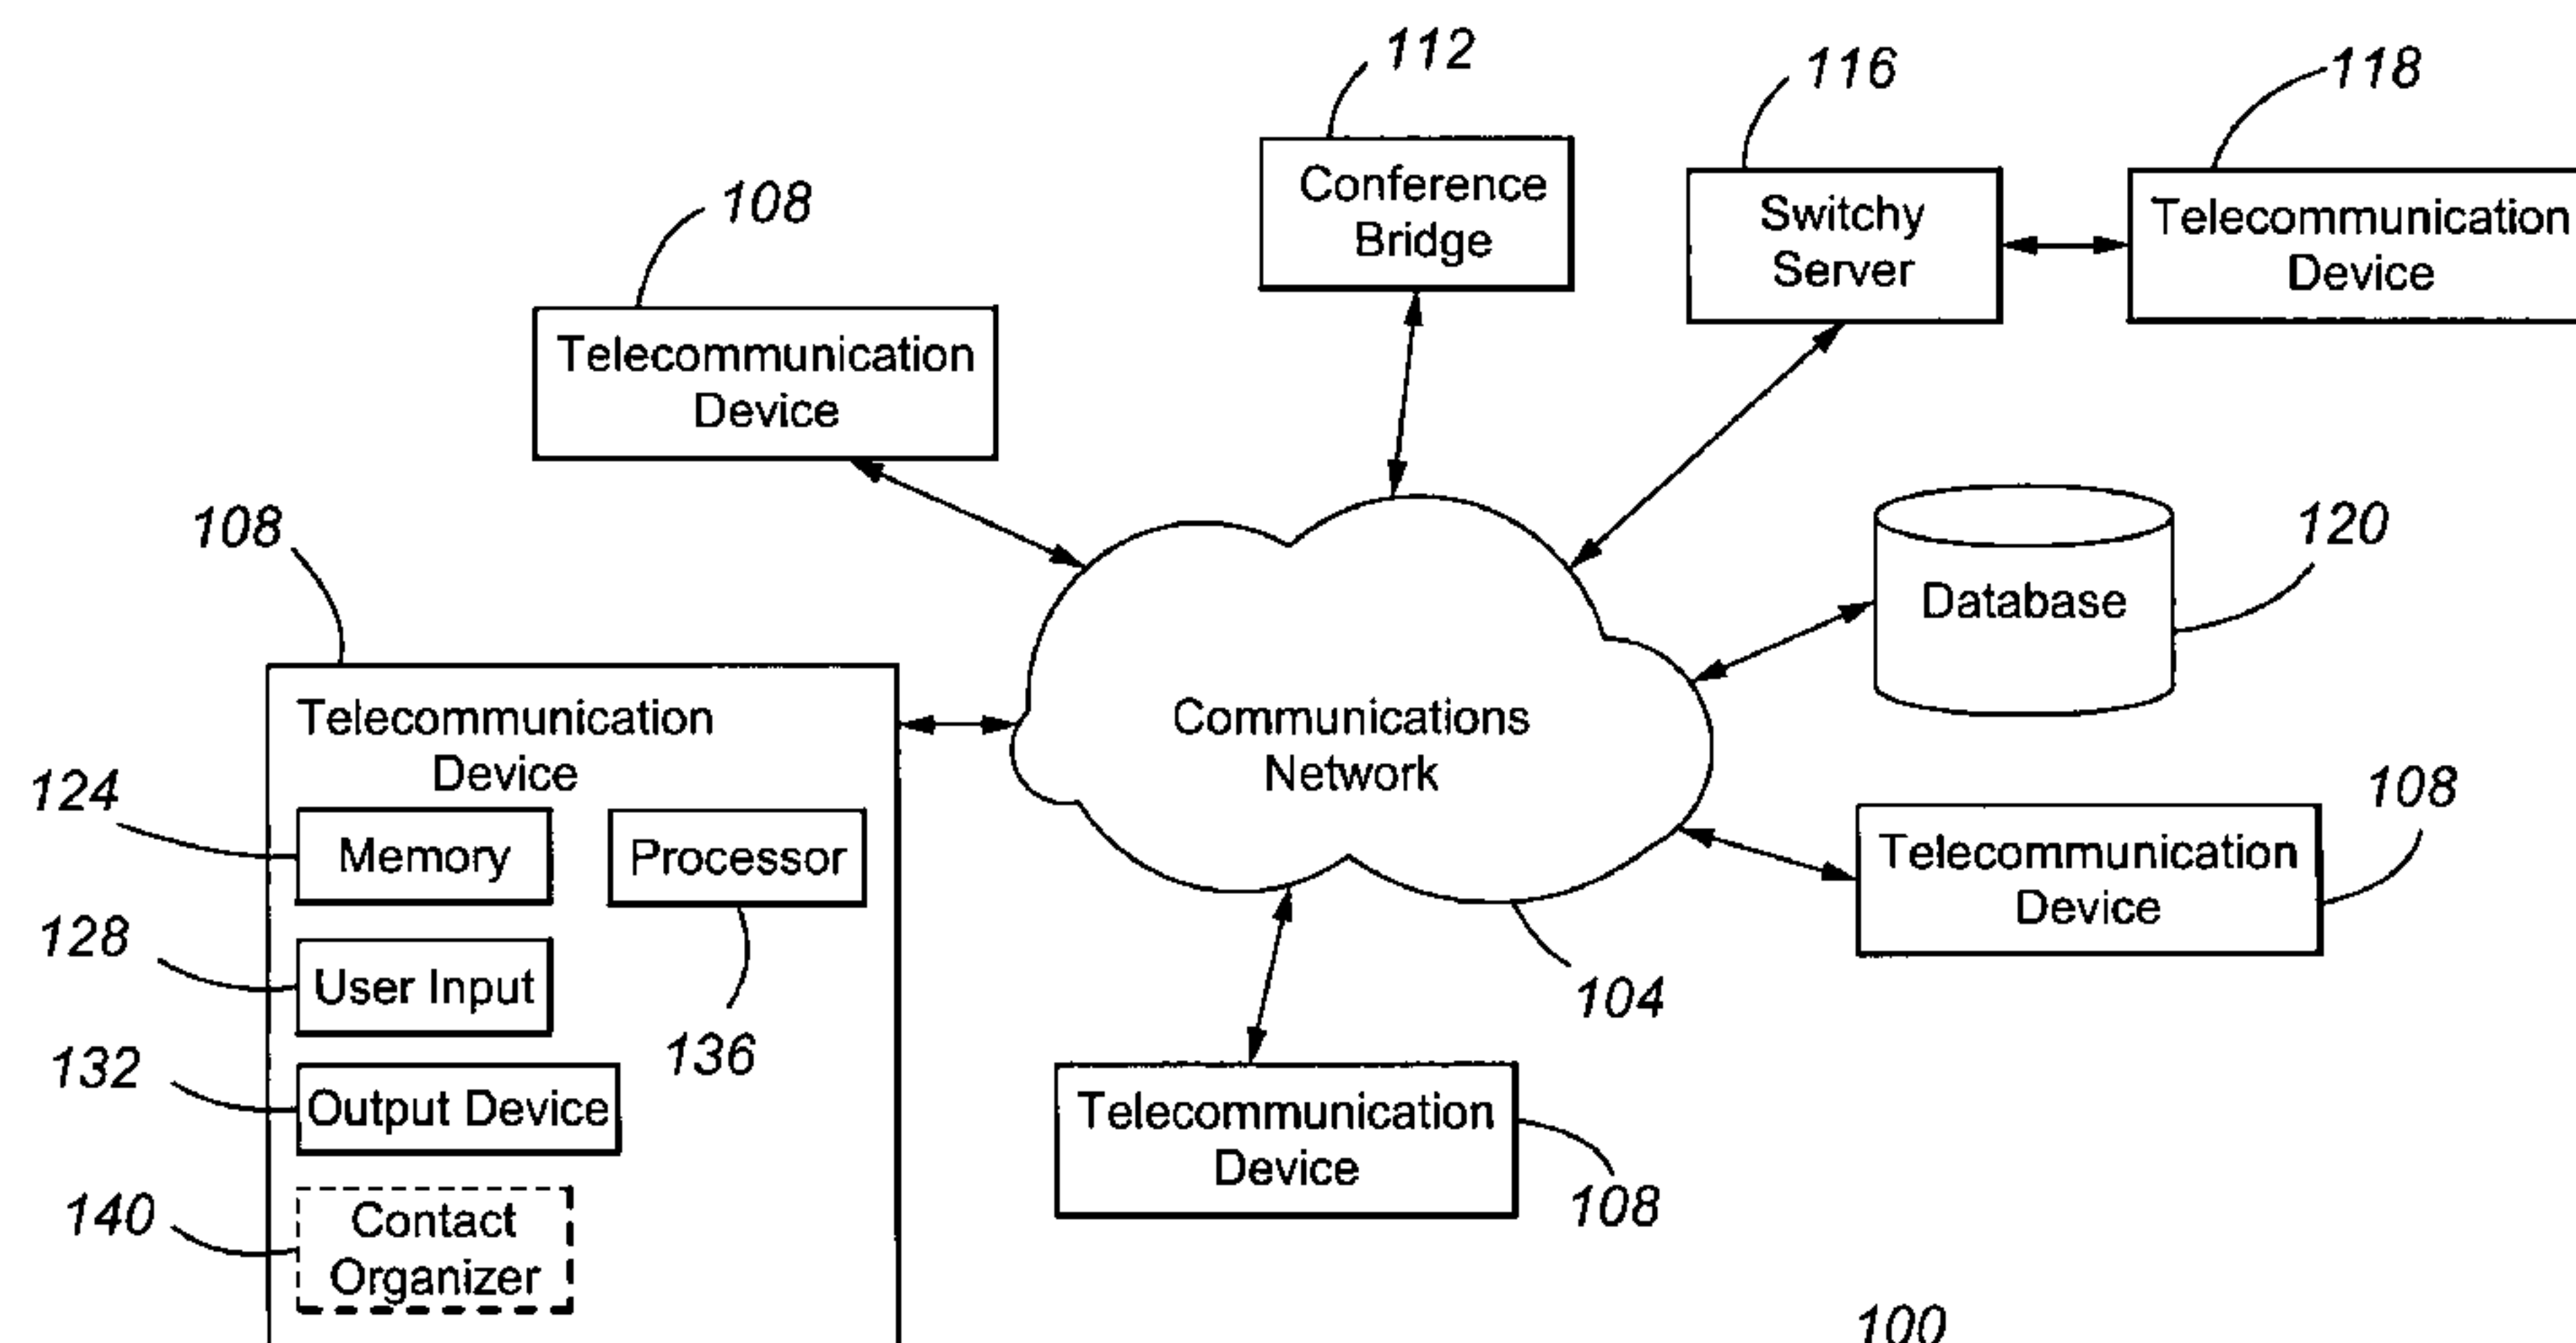 112
116
118
Conference
Bridge
Switchy
Server
Telecommunication
Device
108
Telecommunication
Device
108
120
Database
Communications
Network
Telecommunication
Device
124
Memory
Processor
128
User Input
136
132
Output Device
140
Contact
Organizer
108
Telecommunication
Device
104
Telecommunication
Device
108
100